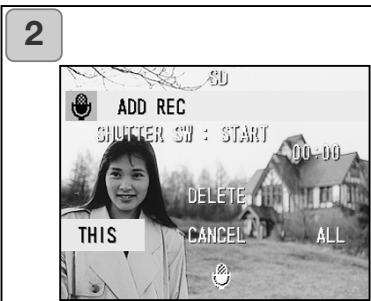 2
SD
ADD REC
SHUTTER SW : START
00:00
DELETE
THIS CANCEL ALL